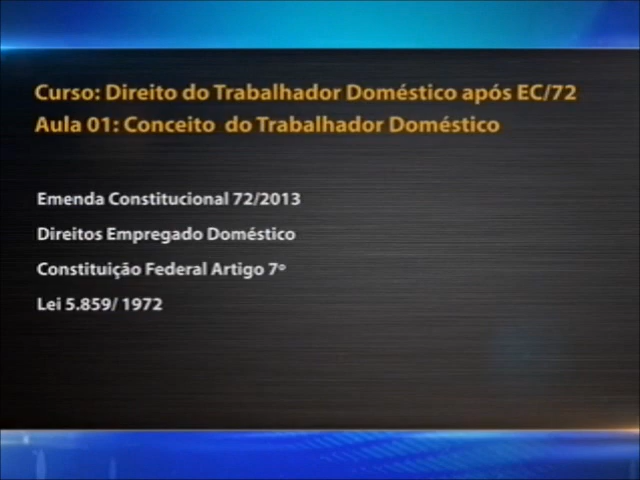 Curso: Direito do Trabalhador Doméstico após EC/72
Aula 01: Conceito do Trabalhador Doméstico
Emenda Constitucional 72/2013
Direitos Empregado Doméstico
Constituição Federal Artigo 7º
Lei 5.859/ 1972